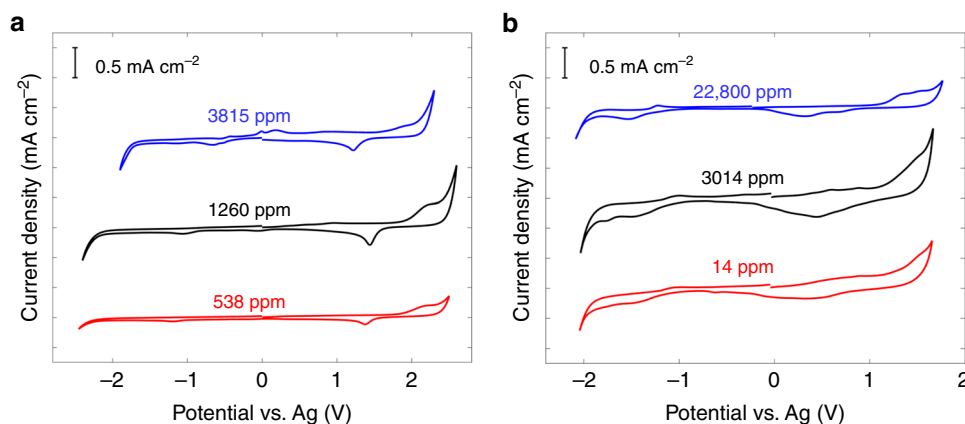 a
0.5 mA cm⁻²
3815 ppm
1260 ppm
538 ppm
Current density (mA cm⁻²)
−2 −1 0 1 2
Potential vs. Ag (V)
b
0.5 mA cm⁻²
22,800 ppm
3014 ppm
14 ppm
Current density (mA cm⁻²)
−2 −1 0 1 2
Potential vs. Ag (V)